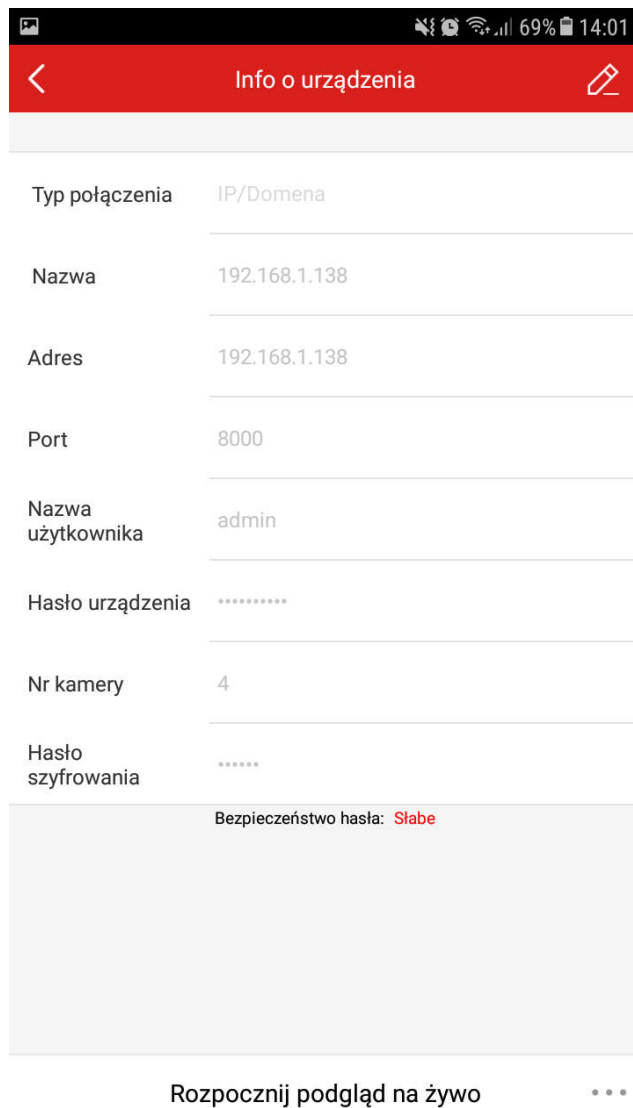 69% 14:01
Info o urządzenia
Typ połączenia IP/Domena
Nazwa 192.168.1.138
Adres 192.168.1.138
Port 8000
Nazwa
użytkownika admin
Hasło urządzenia ••••••••••
Nr kamery 4
Hasło
szyfrowania ••••••
Bezpieczeństwo hasła: Słabe
Rozpocznij podgląd na żywo